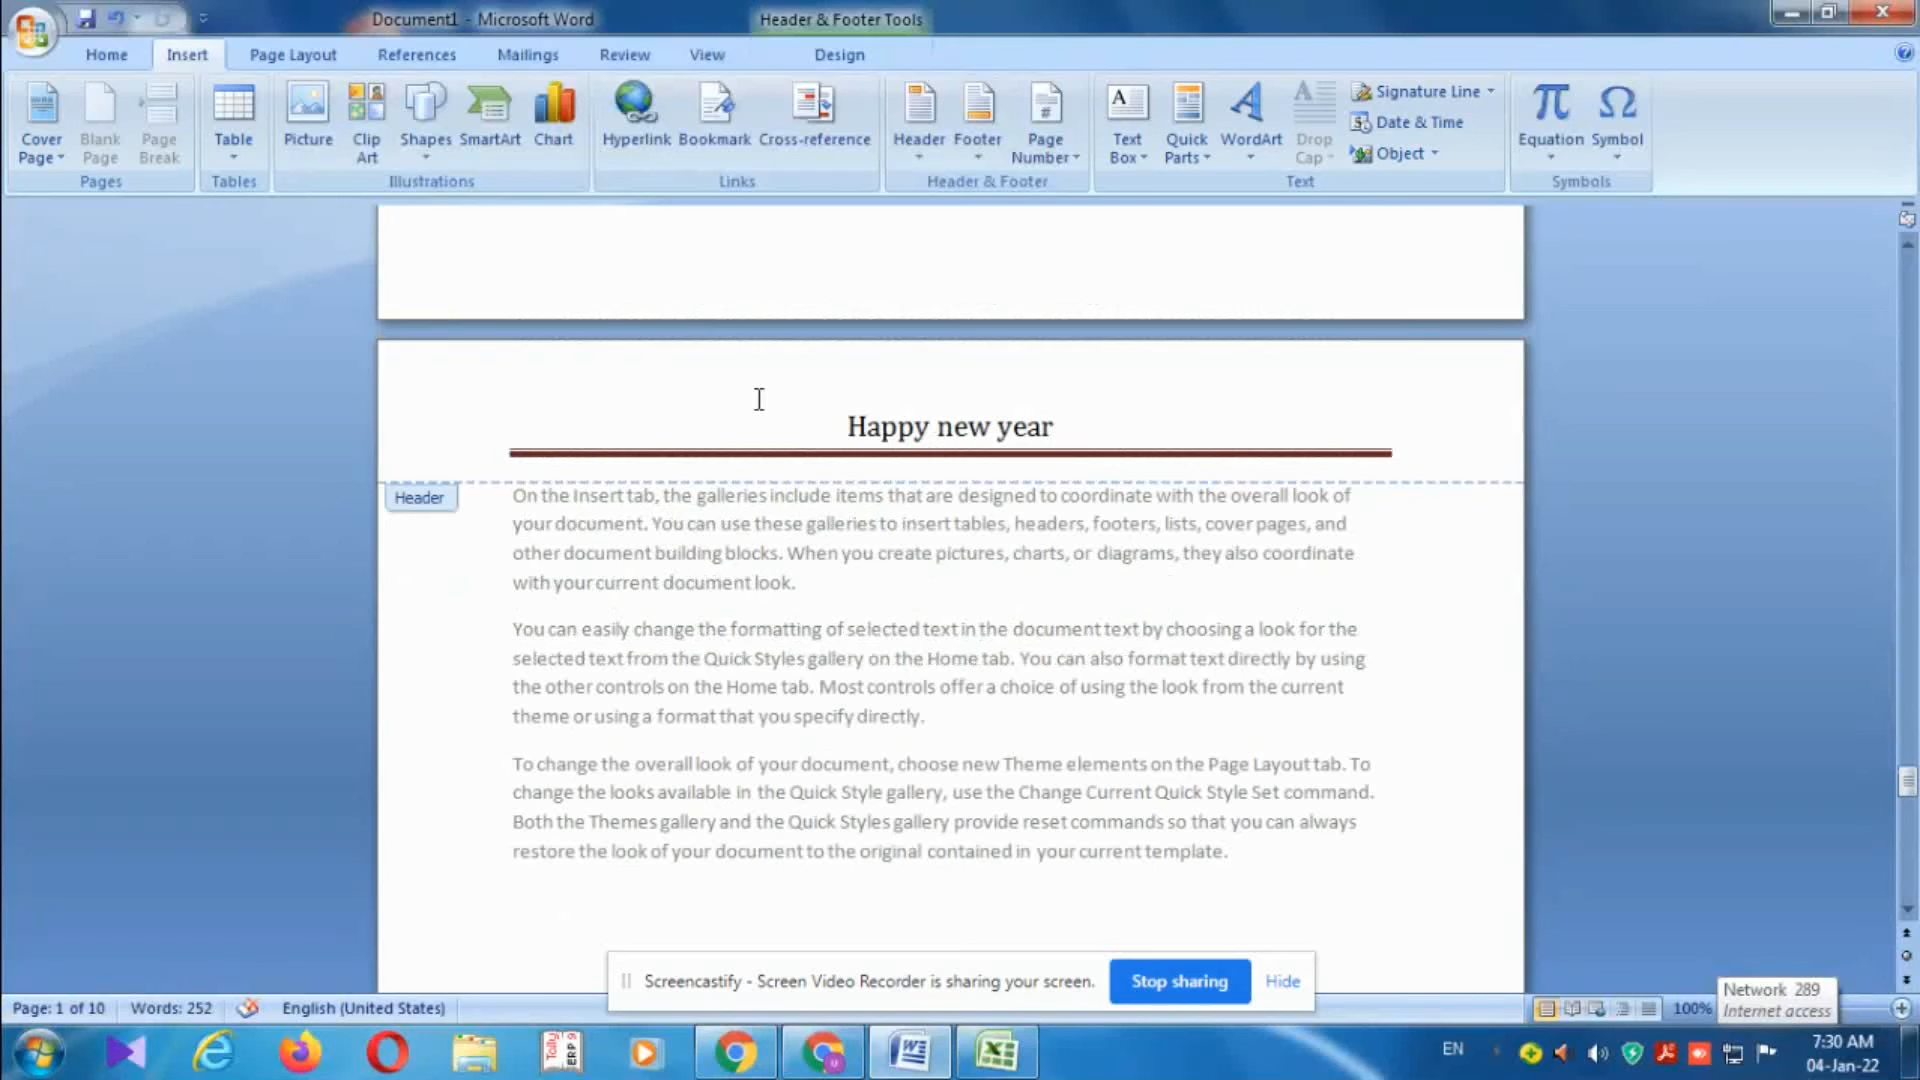 Document1 - Microsoft Word
Header & Footer Tools
Home
Insert
Page Layout
References
Mailings
Review
View
Design
Cover Page
Blank Page
Page Break
Table
Picture
Clip Art
Shapes
SmartArt
Chart
Hyperlink
Bookmark
Cross-reference
Header
Footer
Page Number
Text Box
Quick Parts
WordArt
Drop Cap
Signature Line
Date & Time
Object
Equation
Symbol
Pages
Tables
Illustrations
Links
Header & Footer
Text
Symbols
Happy new year
Header
On the Insert tab, the galleries include items that are designed to coordinate with the overall look of
your document. You can use these galleries to insert tables, headers, footers, lists, cover pages, and
other document building blocks. When you create pictures, charts, or diagrams, they also coordinate
with your current document look.
You can easily change the formatting of selected text in the document text by choosing a look for the
selected text from the Quick Styles gallery on the Home tab. You can also format text directly by using
the other controls on the Home tab. Most controls offer a choice of using the look from the current
theme or using a format that you specify directly.
To change the overall look of your document, choose new Theme elements on the Page Layout tab. To
change the looks available in the Quick Style gallery, use the Change Current Quick Style Set command.
Both the Themes gallery and the Quick Styles gallery provide reset commands so that you can always
restore the look of your document to the original contained in your current template.
Screencastify - Screen Video Recorder is sharing your screen.
Stop sharing
Hide
Network 289
Internet access
Page: 1 of 10
Words: 252
English (United States)
100%
Tally ERP 9
EN
7:30 AM
04-Jan-22